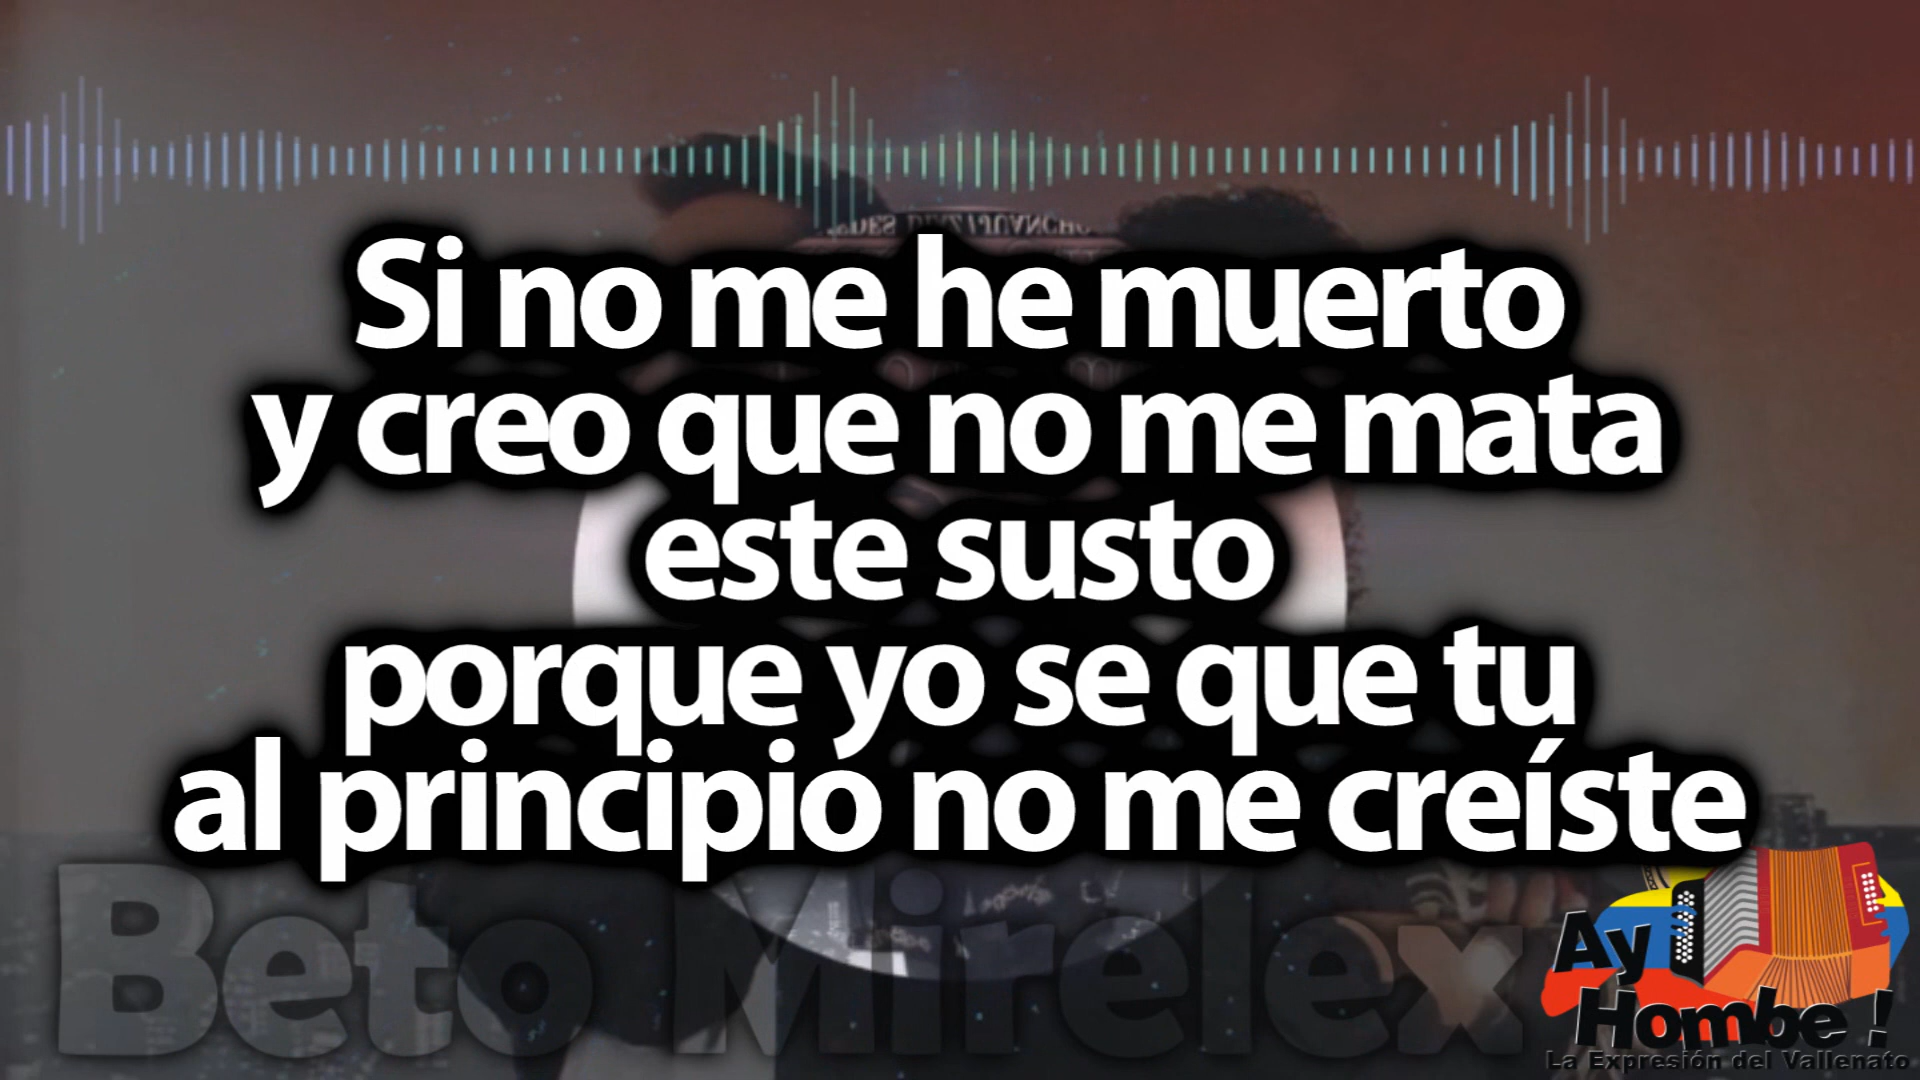 Si no me he muerto
y creo que no me mata
este susto
porque yo se que tu
al principio no me creíste
Beto Mirelex
Ay
Hombe !
La Expresión del Vallenato